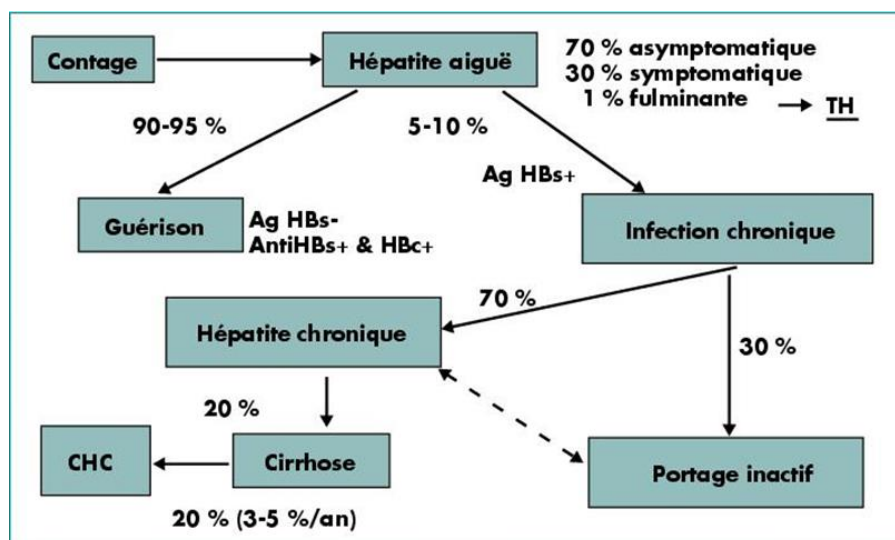 Contage
Hépatite aiguë
70 % asymptomatique
30 % symptomatique
1 % fulminante
TH
90-95 %
5-10 %
Ag HBs+
Guérison
Ag HBs-
AntiHBs+ & HBc+
Infection chronique
70 %
Hépatite chronique
30 %
20 %
CHC
Cirrhose
Portage inactif
20 % (3-5 %/an)